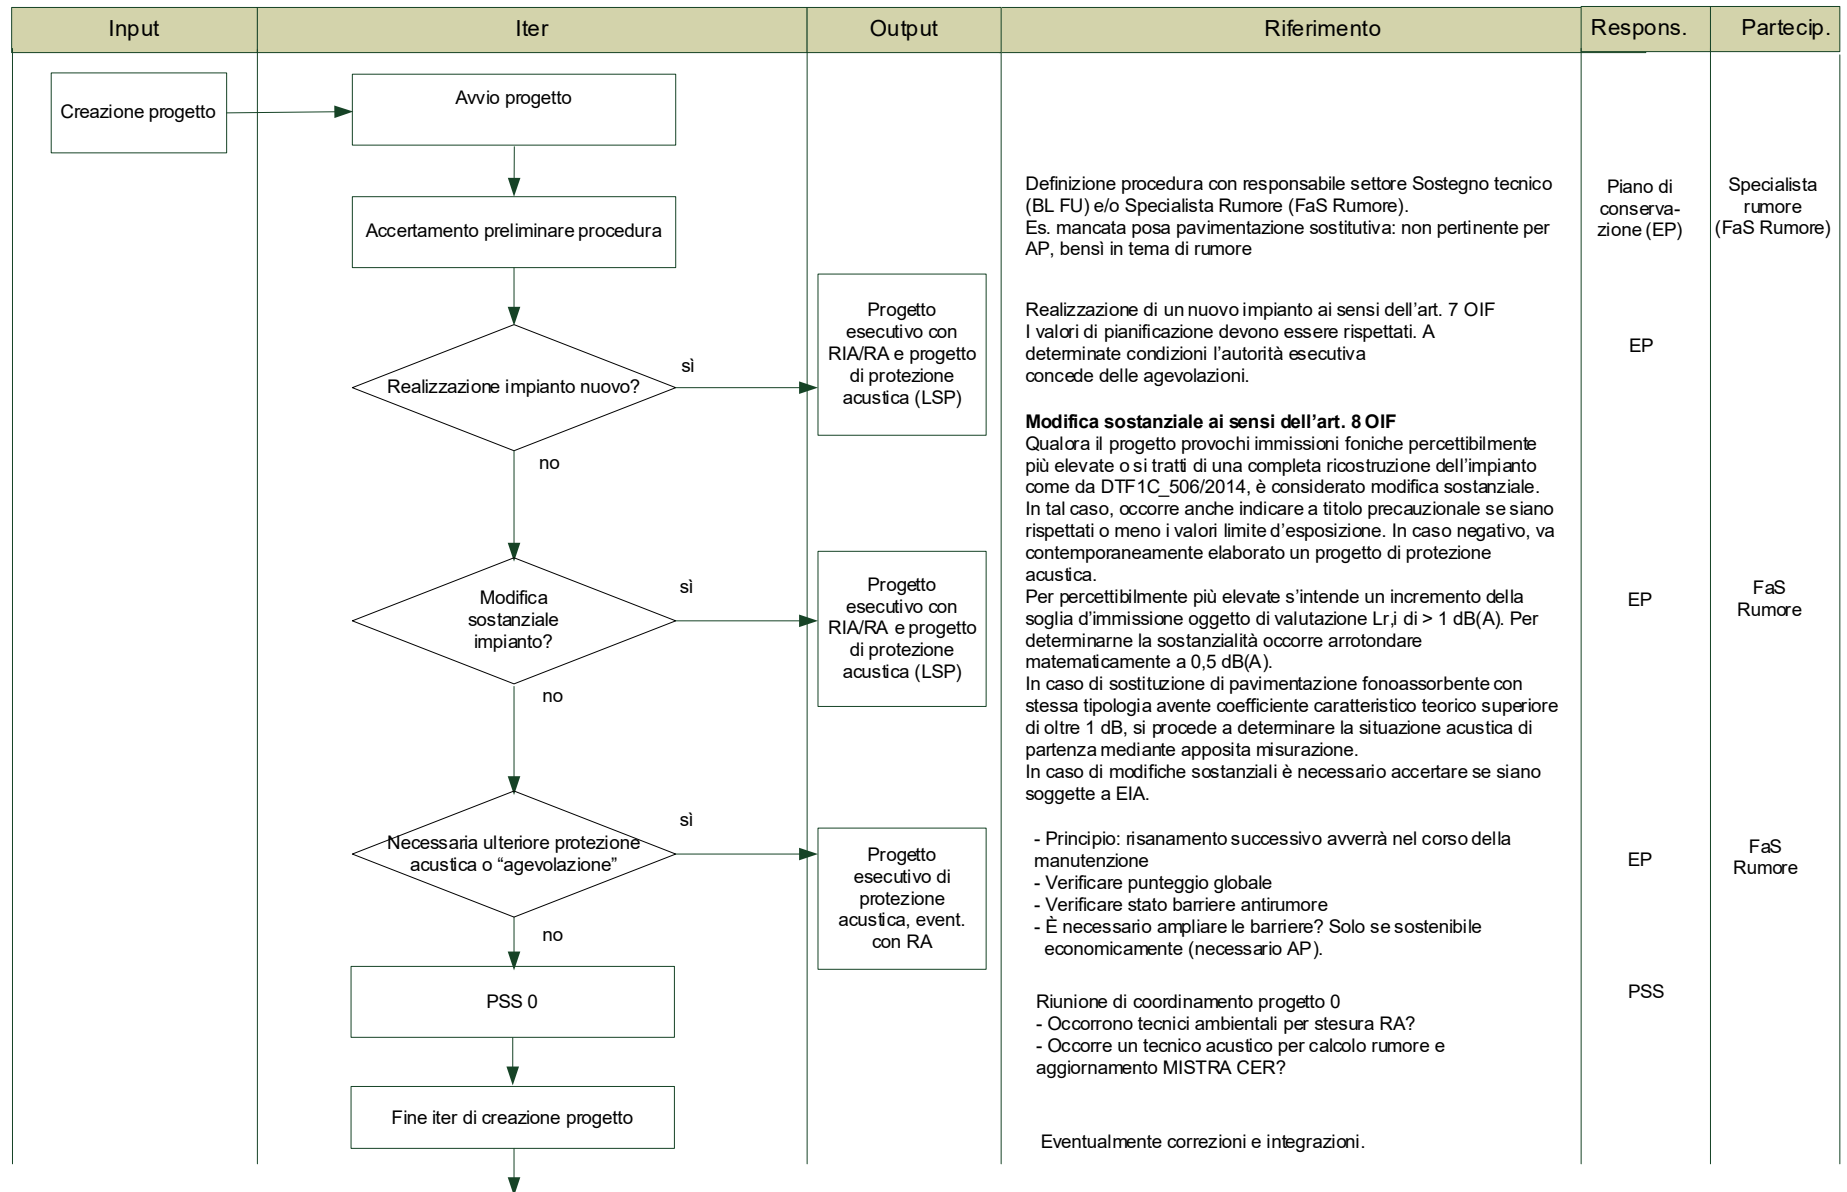 Input
Iter
Output
Riferimento
Respons.
Partecip.
Creazione progetto
Avvio progetto
Accertamento preliminare procedura
Definizione procedura con responsabile settore Sostegno tecnico
(BL FU) e/o Specialista Rumore (FaS Rumore).
Es. mancata posa pavimentazione sostitutiva: non pertinente per
AP, bensì in tema di rumore
Piano di
conserva-
zione (EP)
Specialista
rumore
(FaS Rumore)
Realizzazione impianto nuovo?
sì
no
Progetto
esecutivo con
RIA/RA e progetto
di protezione
acustica (LSP)
Realizzazione di un nuovo impianto ai sensi dell’art. 7 OIF
I valori di pianificazione devono essere rispettati. A
determinate condizioni l’autorità esecutiva
concede delle agevolazioni.
EP
Modifica
sostanziale
impianto?
sì
no
Progetto
esecutivo con
RIA/RA e progetto
di protezione
acustica (LSP)
Modifica sostanziale ai sensi dell’art. 8 OIF
Qualora il progetto provochi immissioni foniche percettibilmente
più elevate o si tratti di una completa ricostruzione dell’impianto
come da DTF1C_506/2014, è considerato modifica sostanziale.
In tal caso, occorre anche indicare a titolo precauzionale se siano
rispettati o meno i valori limite d’esposizione. In caso negativo, va
contemporaneamente elaborato un progetto di protezione
acustica.
Per percettibilmente più elevate s’intende un incremento della
soglia d’immissione oggetto di valutazione Lr,i di > 1 dB(A). Per
determinarne la sostanzialità occorre arrotondare
matematicamente a 0,5 dB(A).
In caso di sostituzione di pavimentazione fonoassorbente con
stessa tipologia avente coefficiente caratteristico teorico superiore
di oltre 1 dB, si procede a determinare la situazione acustica di
partenza mediante apposita misurazione.
In caso di modifiche sostanziali è necessario accertare se siano
soggette a EIA.
EP
FaS
Rumore
Necessaria ulteriore protezione
acustica o “agevolazione”
sì
no
Progetto
esecutivo di
protezione
acustica, event.
con RA
- Principio: risanamento successivo avverrà nel corso della
manutenzione
- Verificare punteggio globale
- Verificare stato barriere antirumore
- È necessario ampliare le barriere? Solo se sostenibile
economicamente (necessario AP).
EP
FaS
Rumore
PSS 0
Riunione di coordinamento progetto 0
- Occorrono tecnici ambientali per stesura RA?
- Occorre un tecnico acustico per calcolo rumore e
aggiornamento MISTRA CER?
PSS
Fine iter di creazione progetto
Eventualmente correzioni e integrazioni.